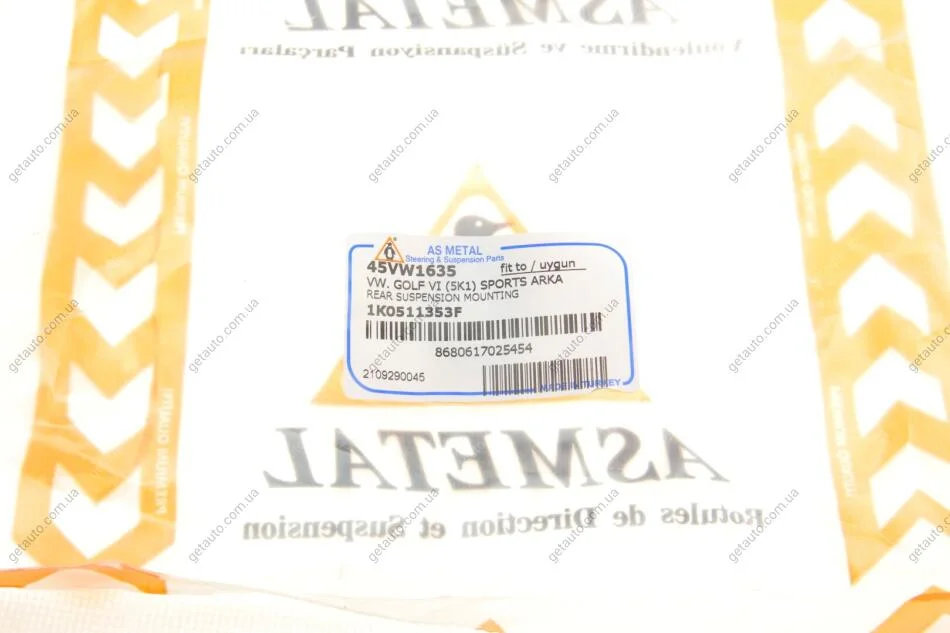 ASMETAL
Yönlendirme ve Süspansiyon Parçaları
AS METAL
Steering & Suspension Parts
45VW1635 fit to / uygun
VW. GOLF VI (5K1) SPORTS ARKA
REAR SUSPENSION MOUNTING
1K0511353F
8680617025454
2109290045
MADE IN TURKEY
ASMETAL
Rotules de Direction et Suspension
PREMIUM QUALITY
getauto.com.ua